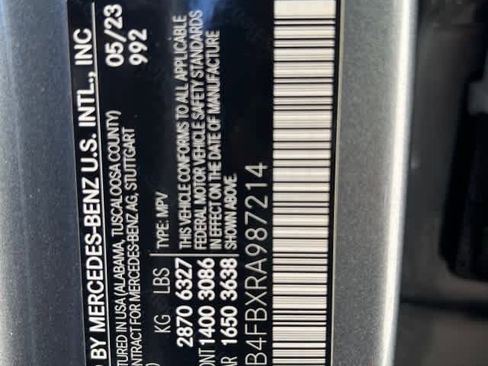 D BY MERCEDES-BENZ U.S. INTL., INC
TURED IN USA (ALABAMA, TUSCALOOSA COUNTY)
ONTRACT FOR MERCEDES-BENZ AG, STUTTGART
05/23
992
KG LBS TYPE: MPV
2870 6327
ONT 1400 3086
AR 1650 3638
THIS VEHICLE CONFORMS TO ALL APPLICABLE
FEDERAL MOTOR VEHICLE SAFETY STANDARDS
IN EFFECT ON THE DATE OF MANUFACTURE
SHOWN ABOVE.
B4FBXRA987214